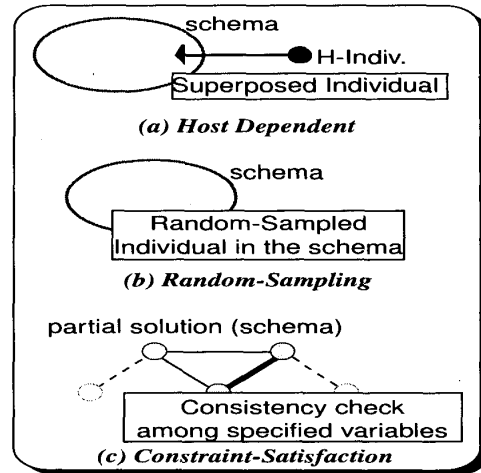 schema
H-Indiv.
Superposed Individual
(a) Host Dependent
schema
Random-Sampled
Individual in the schema
(b) Random-Sampling
partial solution (schema)
Consistency check
among specified variables
(c) Constraint-Satisfaction